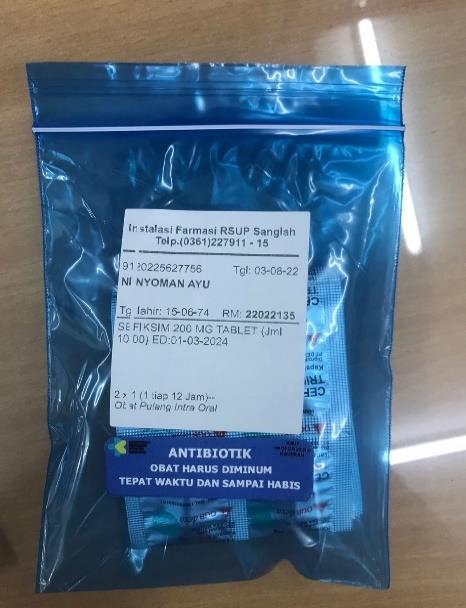 Instalasi Farmasi RSUP Sanglah
Telp.(0361)227911 - 15
9120225627756 Tgl: 03-08-22
NI NYOMAN AYU
Tg lahir: 15-06-74 RM: 22022135
SEFIKSIM 200 MG TABLET (Jml
10.00) ED:01-03-2024
2 x 1 (1 tiap 12 Jam)--
Obat Pulang Intra Oral
ANTIBIOTIK
OBAT HARUS DIMINUM
TEPAT WAKTU DAN SAMPAI HABIS